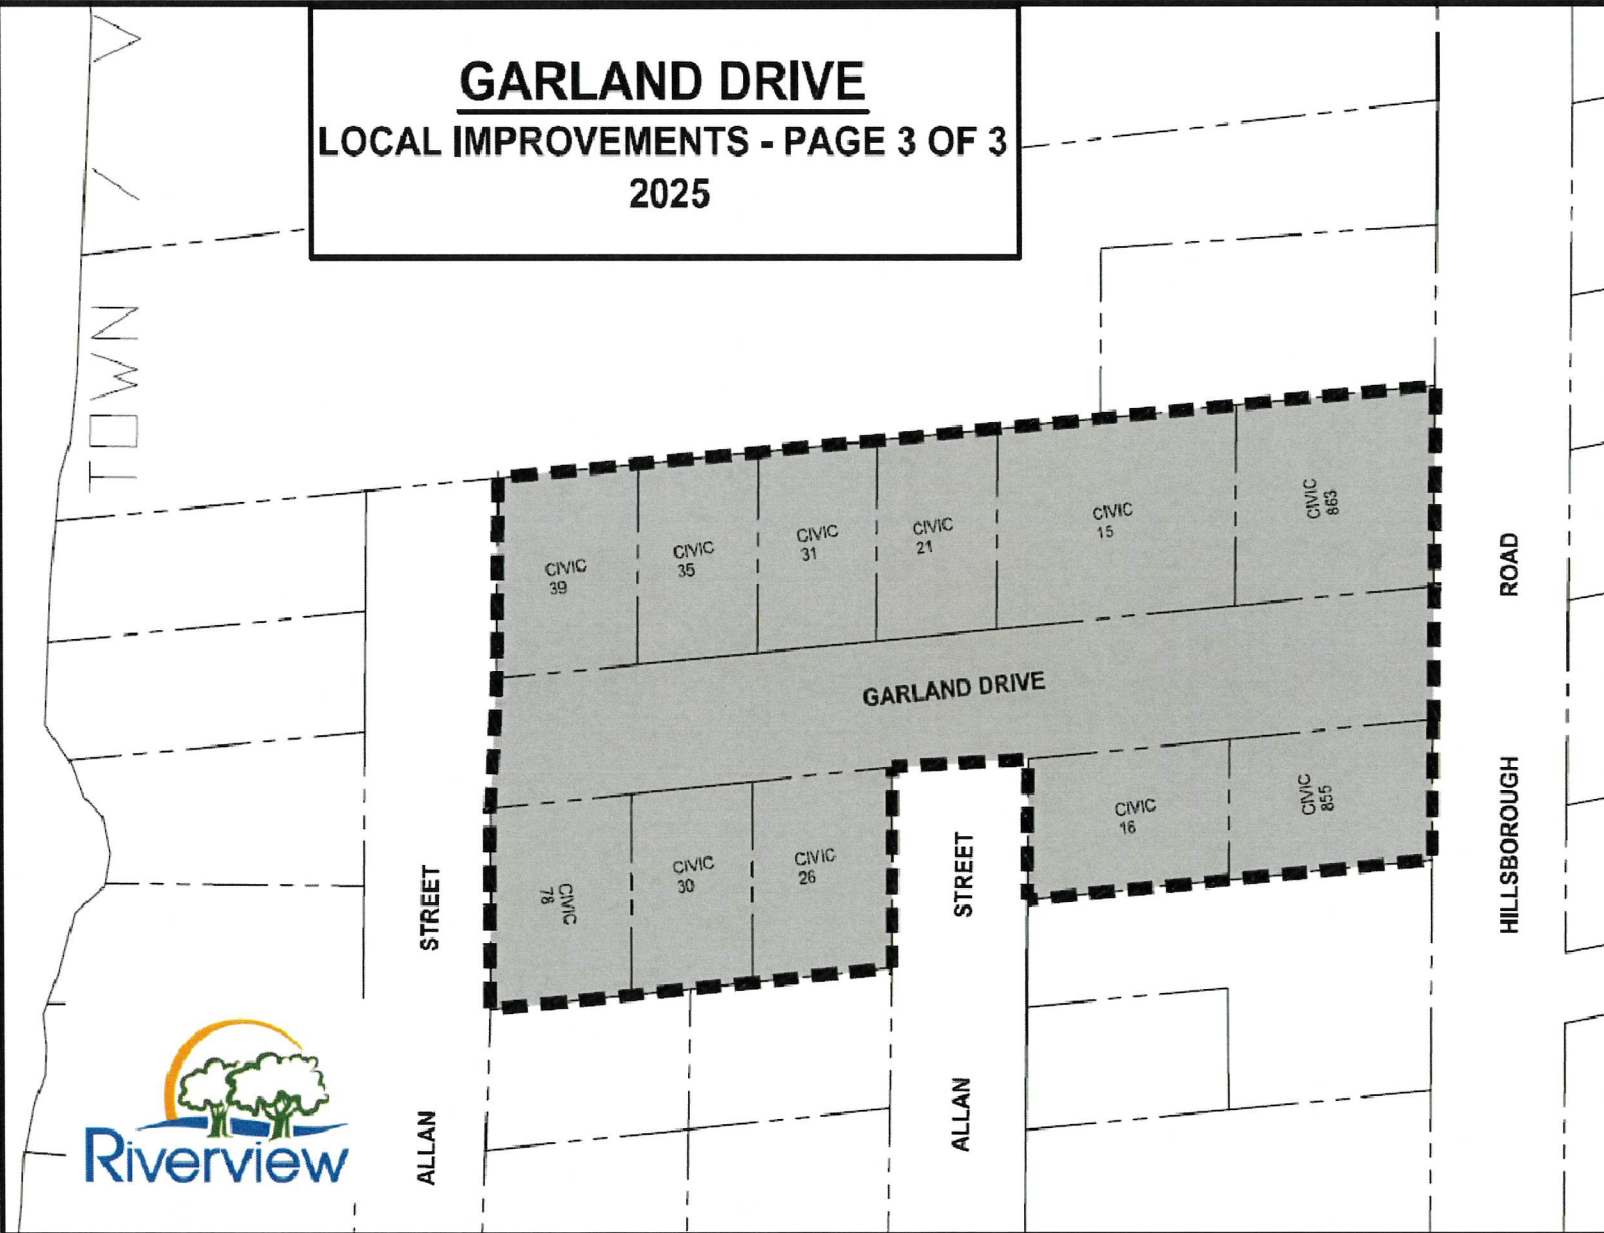 GARLAND DRIVE
LOCAL IMPROVEMENTS - PAGE 3 OF 3
2025
TOWN
CIVIC
39
CIVIC
35
CIVIC
31
CIVIC
21
CIVIC
15
CIVIC
863
GARLAND DRIVE
CIVIC
78
CIVIC
30
CIVIC
26
CIVIC
16
CIVIC
855
ALLAN STREET
ALLAN STREET
HILLSBOROUGH ROAD
Riverview